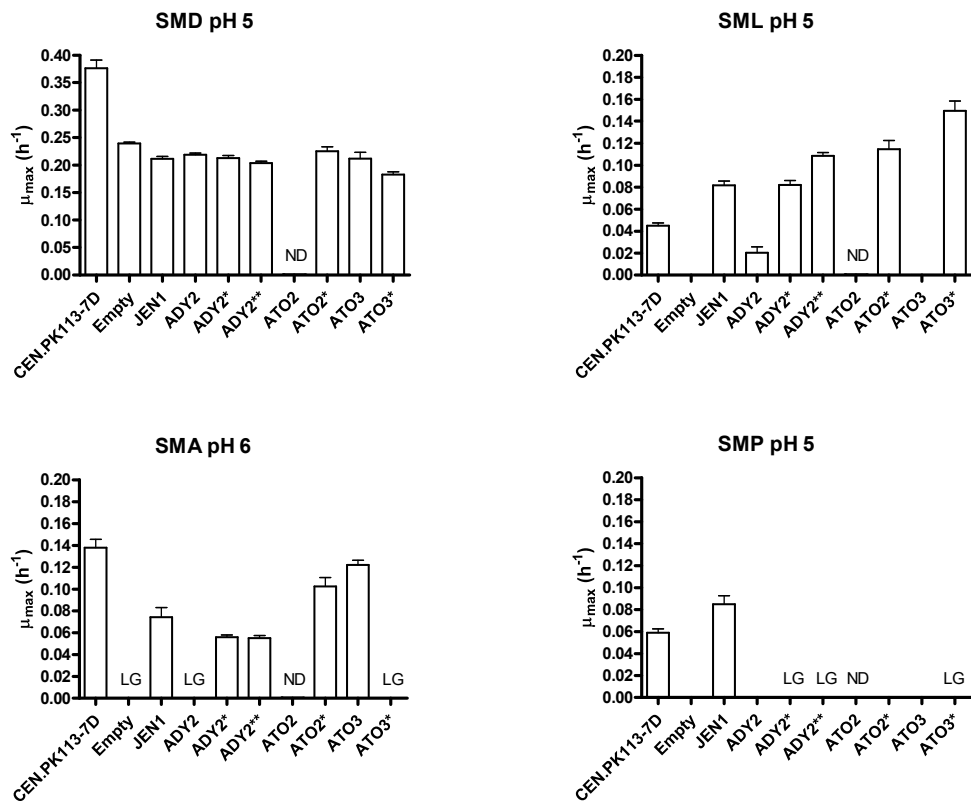 SMD pH 5
μmax (h-1)
0.40
0.35
0.30
0.25
0.20
0.15
0.10
0.05
0.00
ND
CEN.PK113-7D
Empty
JEN1
ADY2
ADY2*
ADY2**
ATO2
ATO2*
ATO3
ATO3*
SML pH 5
μmax (h-1)
0.20
0.18
0.16
0.14
0.12
0.10
0.08
0.06
0.04
0.02
0.00
ND
CEN.PK113-7D
Empty
JEN1
ADY2
ADY2*
ADY2**
ATO2
ATO2*
ATO3
ATO3*
SMA pH 6
μmax (h-1)
0.20
0.18
0.16
0.14
0.12
0.10
0.08
0.06
0.04
0.02
0.00
LG
LG
ND
LG
CEN.PK113-7D
Empty
JEN1
ADY2
ADY2*
ADY2**
ATO2
ATO2*
ATO3
ATO3*
SMP pH 5
μmax (h-1)
0.20
0.18
0.16
0.14
0.12
0.10
0.08
0.06
0.04
0.02
0.00
LG
LG
ND
LG
CEN.PK113-7D
Empty
JEN1
ADY2
ADY2*
ADY2**
ATO2
ATO2*
ATO3
ATO3*